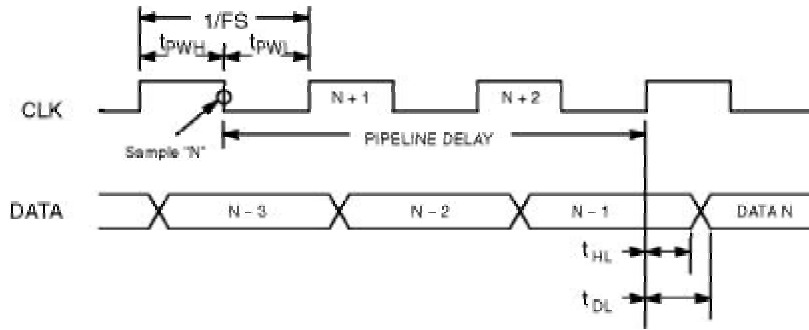 1/FS
tPWH tPWL
CLK N+1 N+2
Sample "N" PIPELINE DELAY
DATA N-3 N-2 N-1 DATA N
tHL
tDL